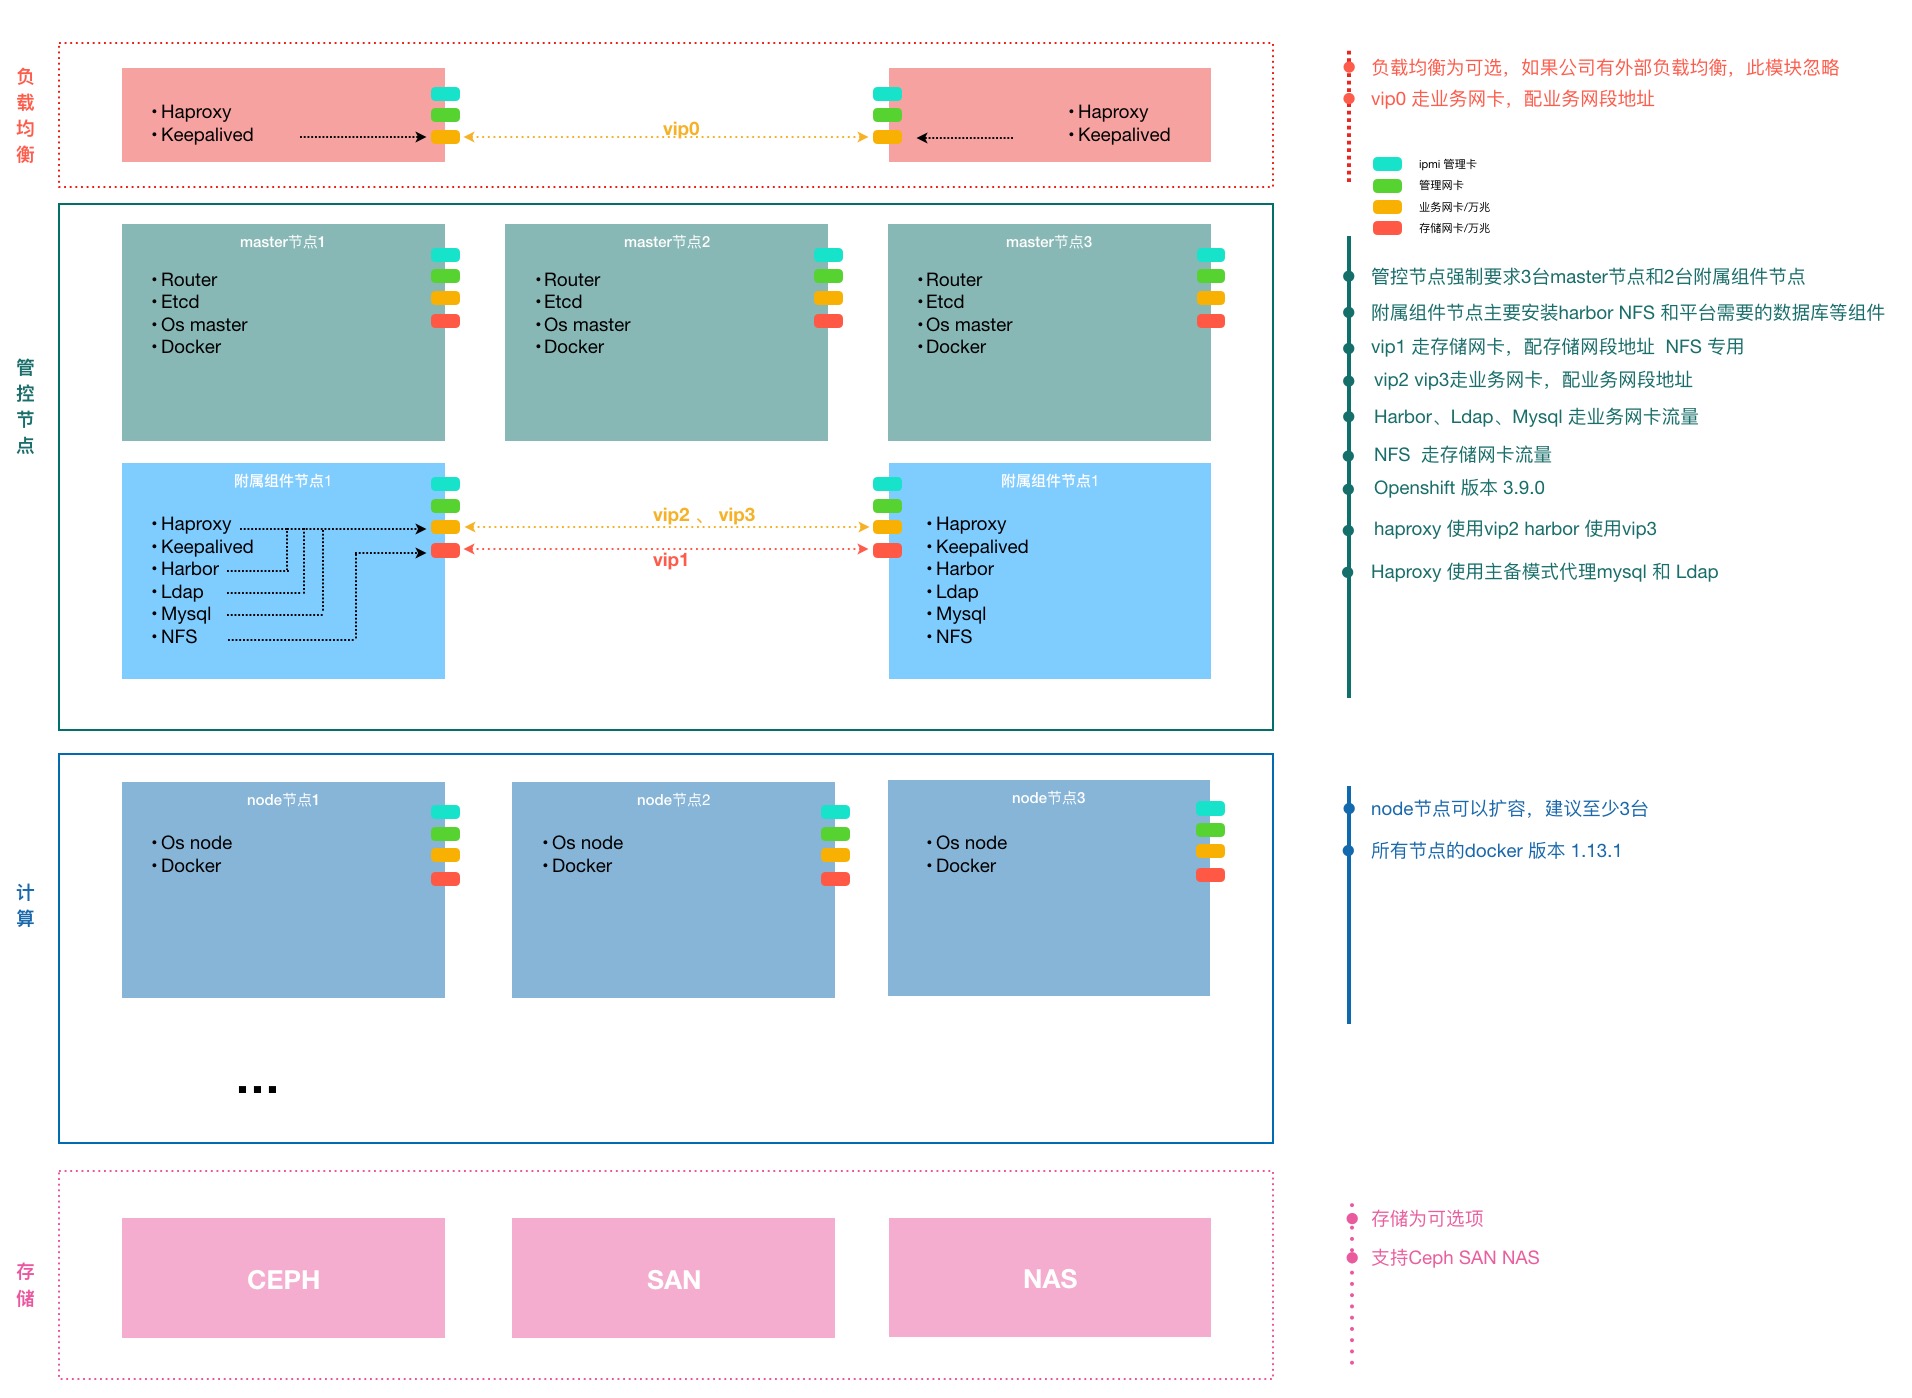 负载均衡
• Haproxy
• Keepalived
vip0
• Haproxy
• Keepalived
负载均衡为可选，如果公司有外部负载均衡，此模块忽略
vip0 走业务网卡，配业务网段地址
ipmi 管理卡
管理网卡
业务网卡/万兆
存储网卡/万兆
管控节点
master节点1
• Router
• Etcd
• Os master
• Docker
master节点2
• Router
• Etcd
• Os master
• Docker
master节点3
• Router
• Etcd
• Os master
• Docker
附属组件节点1
• Haproxy
• Keepalived
• Harbor
• Ldap
• Mysql
• NFS
vip2 、 vip3
vip1
附属组件节点1
• Haproxy
• Keepalived
• Harbor
• Ldap
• Mysql
• NFS
管控节点强制要求3台master节点和2台附属组件节点
附属组件节点主要安装harbor NFS 和平台需要的数据库等组件
vip1 走存储网卡，配存储网段地址 NFS 专用
vip2 vip3走业务网卡，配业务网段地址
Harbor、Ldap、Mysql 走业务网卡流量
NFS 走存储网卡流量
Openshift 版本 3.9.0
haproxy 使用vip2 harbor 使用vip3
Haproxy 使用主备模式代理mysql 和 Ldap
计算
node节点1
• Os node
• Docker
node节点2
• Os node
• Docker
node节点3
• Os node
• Docker
...
node节点可以扩容，建议至少3台
所有节点的docker 版本 1.13.1
存储
CEPH
SAN
NAS
存储为可选项
支持Ceph SAN NAS